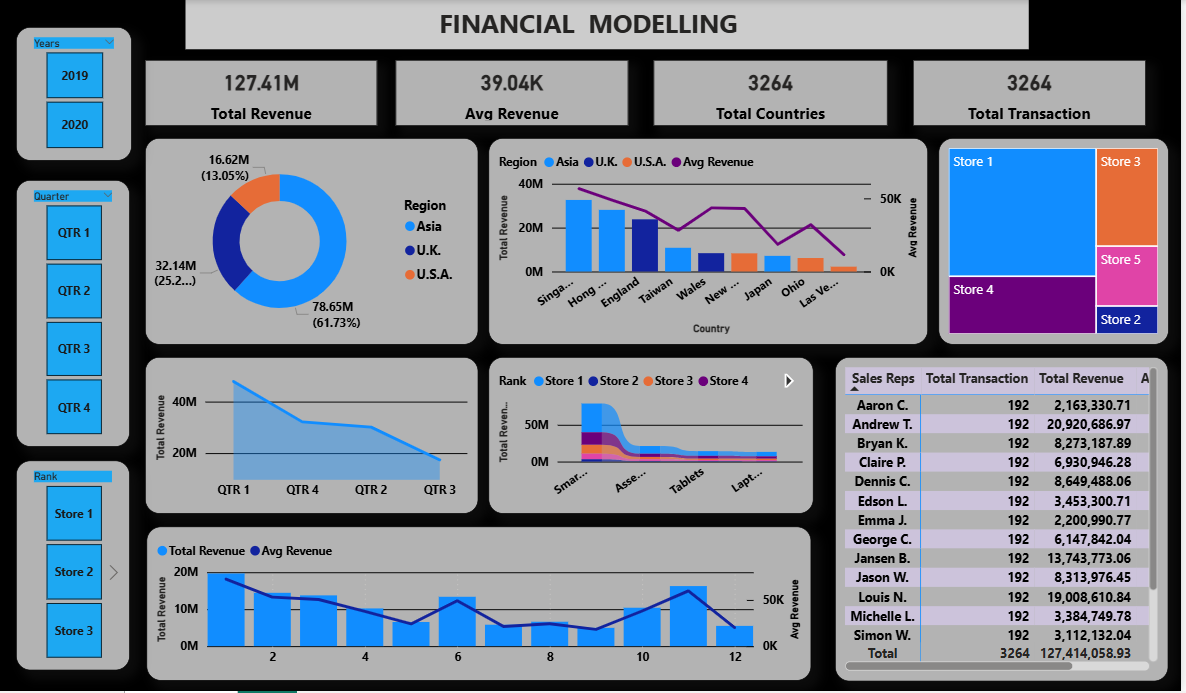 FINANCIAL MODELLING
Years
2019
2020
127.41M
Total Revenue
39.04K
Avg Revenue
3264
Total Countries
3264
Total Transaction
Quarter
QTR 1
QTR 2
QTR 3
QTR 4
Rank
Store 1
Store 2
Store 3
16.62M
(13.05%)
32.14M
(25.2...)
78.65M
(61.73%)
Region
Asia
U.K.
U.S.A.
Region Asia U.K. U.S.A. Avg Revenue
Total Revenue
40M
20M
0M
50K
0K
Avg Revenue
Singa... Hong ... England Taiwan Wales New ... Japan Ohio Las Ve...
Country
Store 1
Store 3
Store 5
Store 4
Store 2
Total Revenue
40M
20M
QTR 1 QTR 4 QTR 2 QTR 3
Rank Store 1 Store 2 Store 3 Store 4
Total Reven...
50M
0M
Smar... Asse... Tablets Lapt...
Sales Reps Total Transaction Total Revenue A
Aaron C. 192 2,163,330.71
Andrew T. 192 20,920,686.97
Bryan K. 192 8,273,187.89
Claire P. 192 6,930,946.28
Dennis C. 192 8,649,488.06
Edson L. 192 3,453,300.71
Emma J. 192 2,200,990.77
George C. 192 6,147,842.04
Jansen B. 192 13,743,773.06
Jason W. 192 8,313,976.45
Louis N. 192 19,008,610.84
Michelle L. 192 3,384,749.78
Simon W. 192 3,112,132.04
Total 3264 127,414,058.93
Total Revenue Avg Revenue
Total Revenue
20M
10M
0M
50K
0K
Avg Revenue
2 4 6 8 10 12